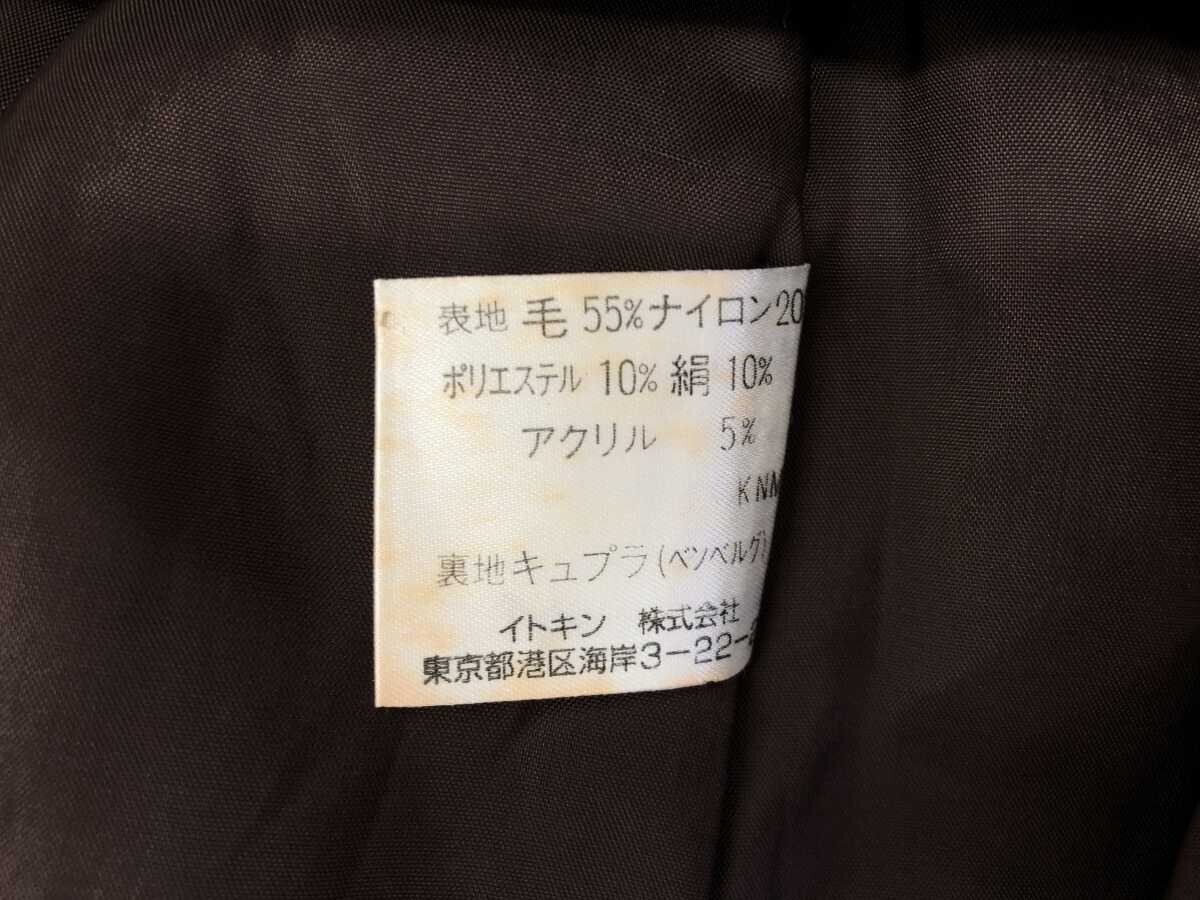 表地 毛 55%ナイロン20
ポリエステル 10% 絹 10%
アクリル 5%
KNM
裏地キュプラ(ベンベルグ)
イトキン 株式会社
東京都港区海岸3-22-